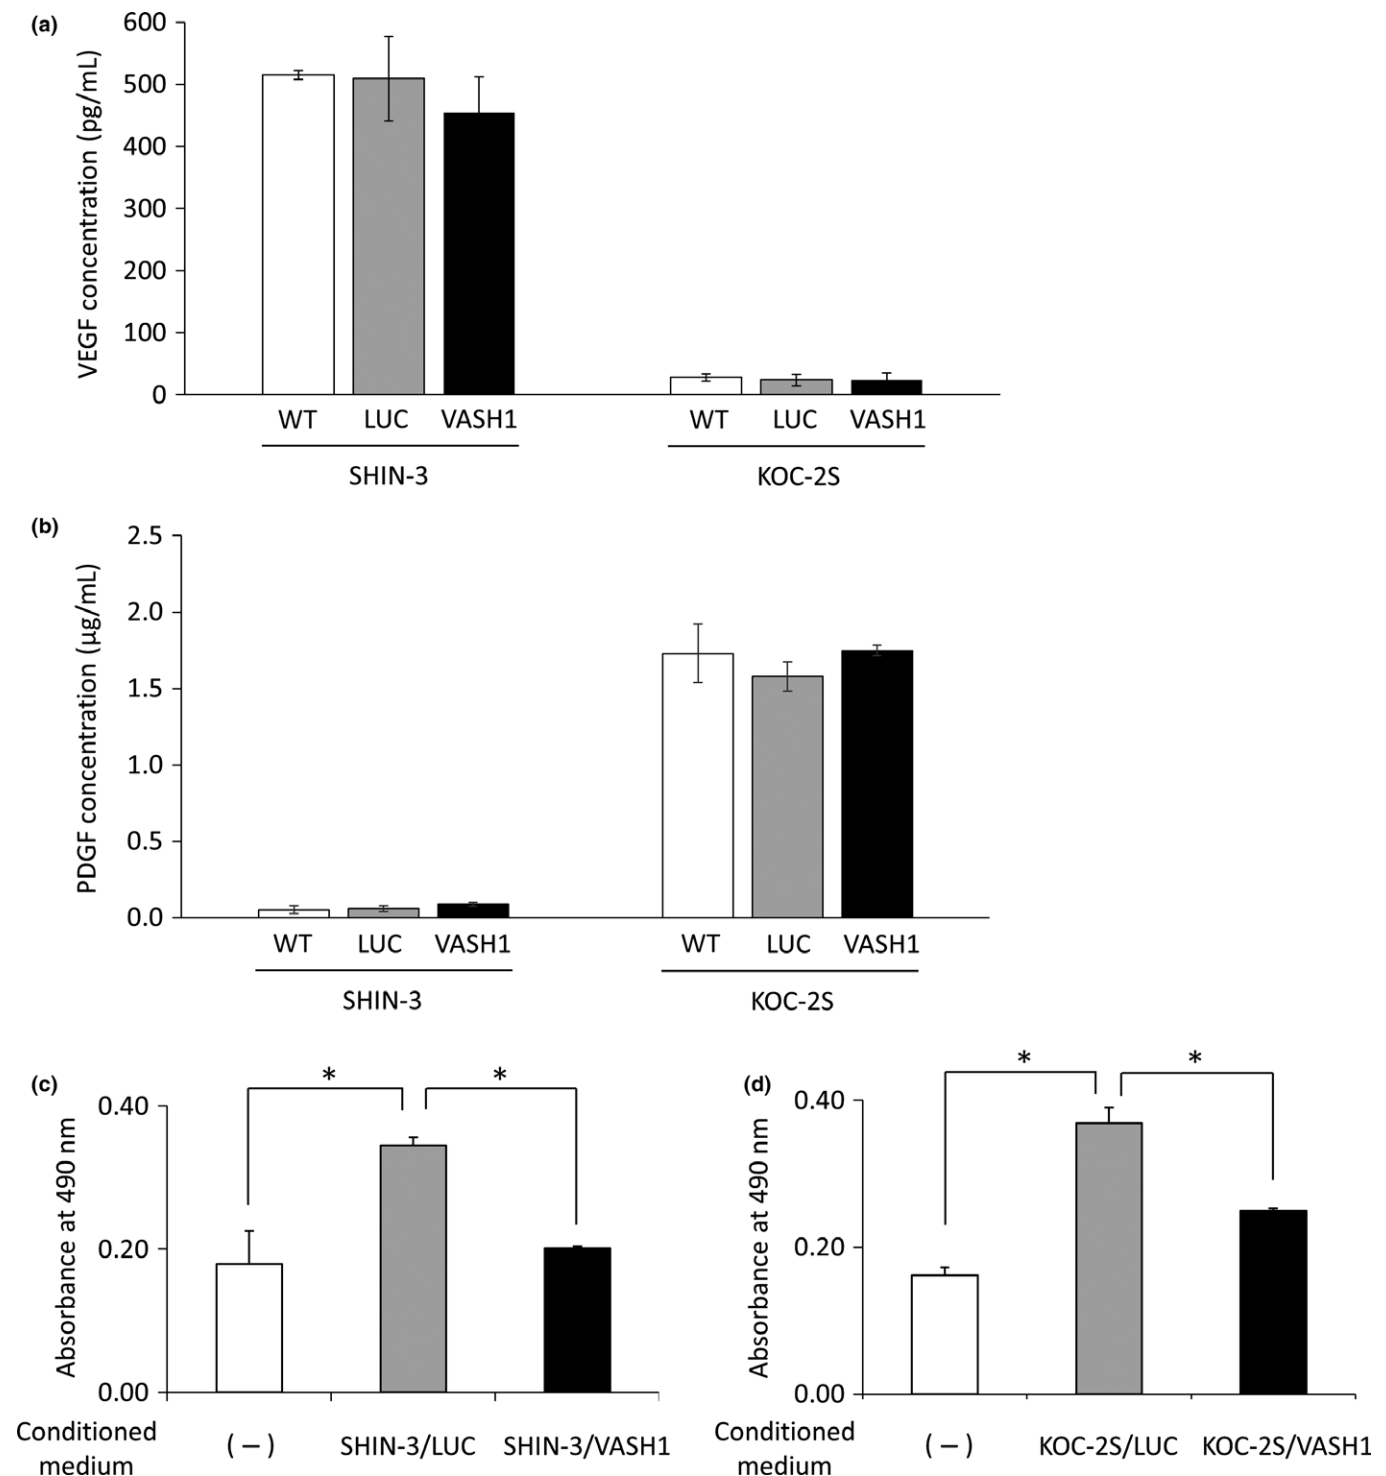 (a)
VEGF concentration (pg/mL)
600
500
400
300
200
100
0
WT LUC VASH1 WT LUC VASH1
SHIN-3 KOC-2S
(b)
PDGF concentration (µg/mL)
2.5
2.0
1.5
1.0
0.5
0.0
WT LUC VASH1 WT LUC VASH1
SHIN-3 KOC-2S
(c)
* *
Absorbance at 490 nm
0.40
0.20
0.00
Conditioned
medium
(−) SHIN-3/LUC SHIN-3/VASH1
(d)
* *
Absorbance at 490 nm
0.40
0.20
0.00
Conditioned
medium
(−) KOC-2S/LUC KOC-2S/VASH1